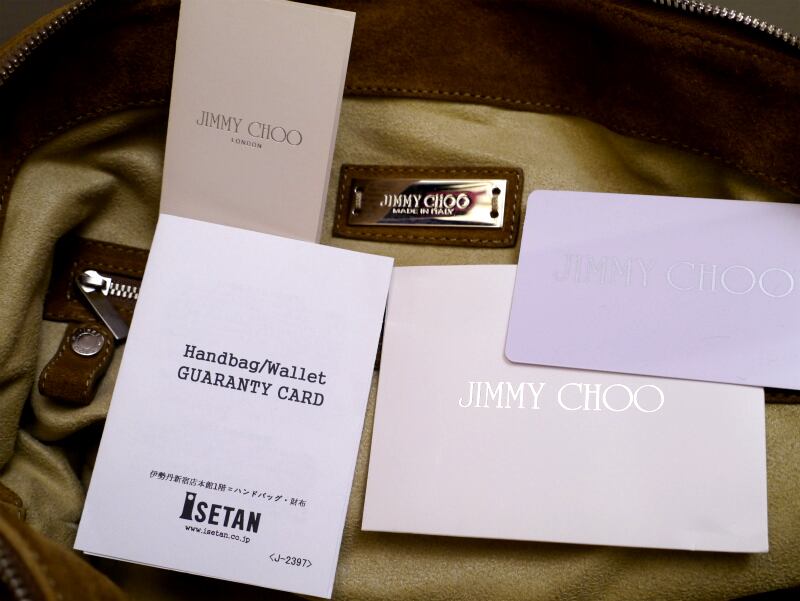 JIMMY CHOO
LONDON
JIMMY CHOO
MADE IN ITALY
JIMMY CHOO
JIMMY CHOO
Handbag/Wallet
GUARANTY CARD
伊勢丹新宿店本館1階=ハンドバッグ・財布
ISETAN
www.isetan.co.jp
<J-2397>